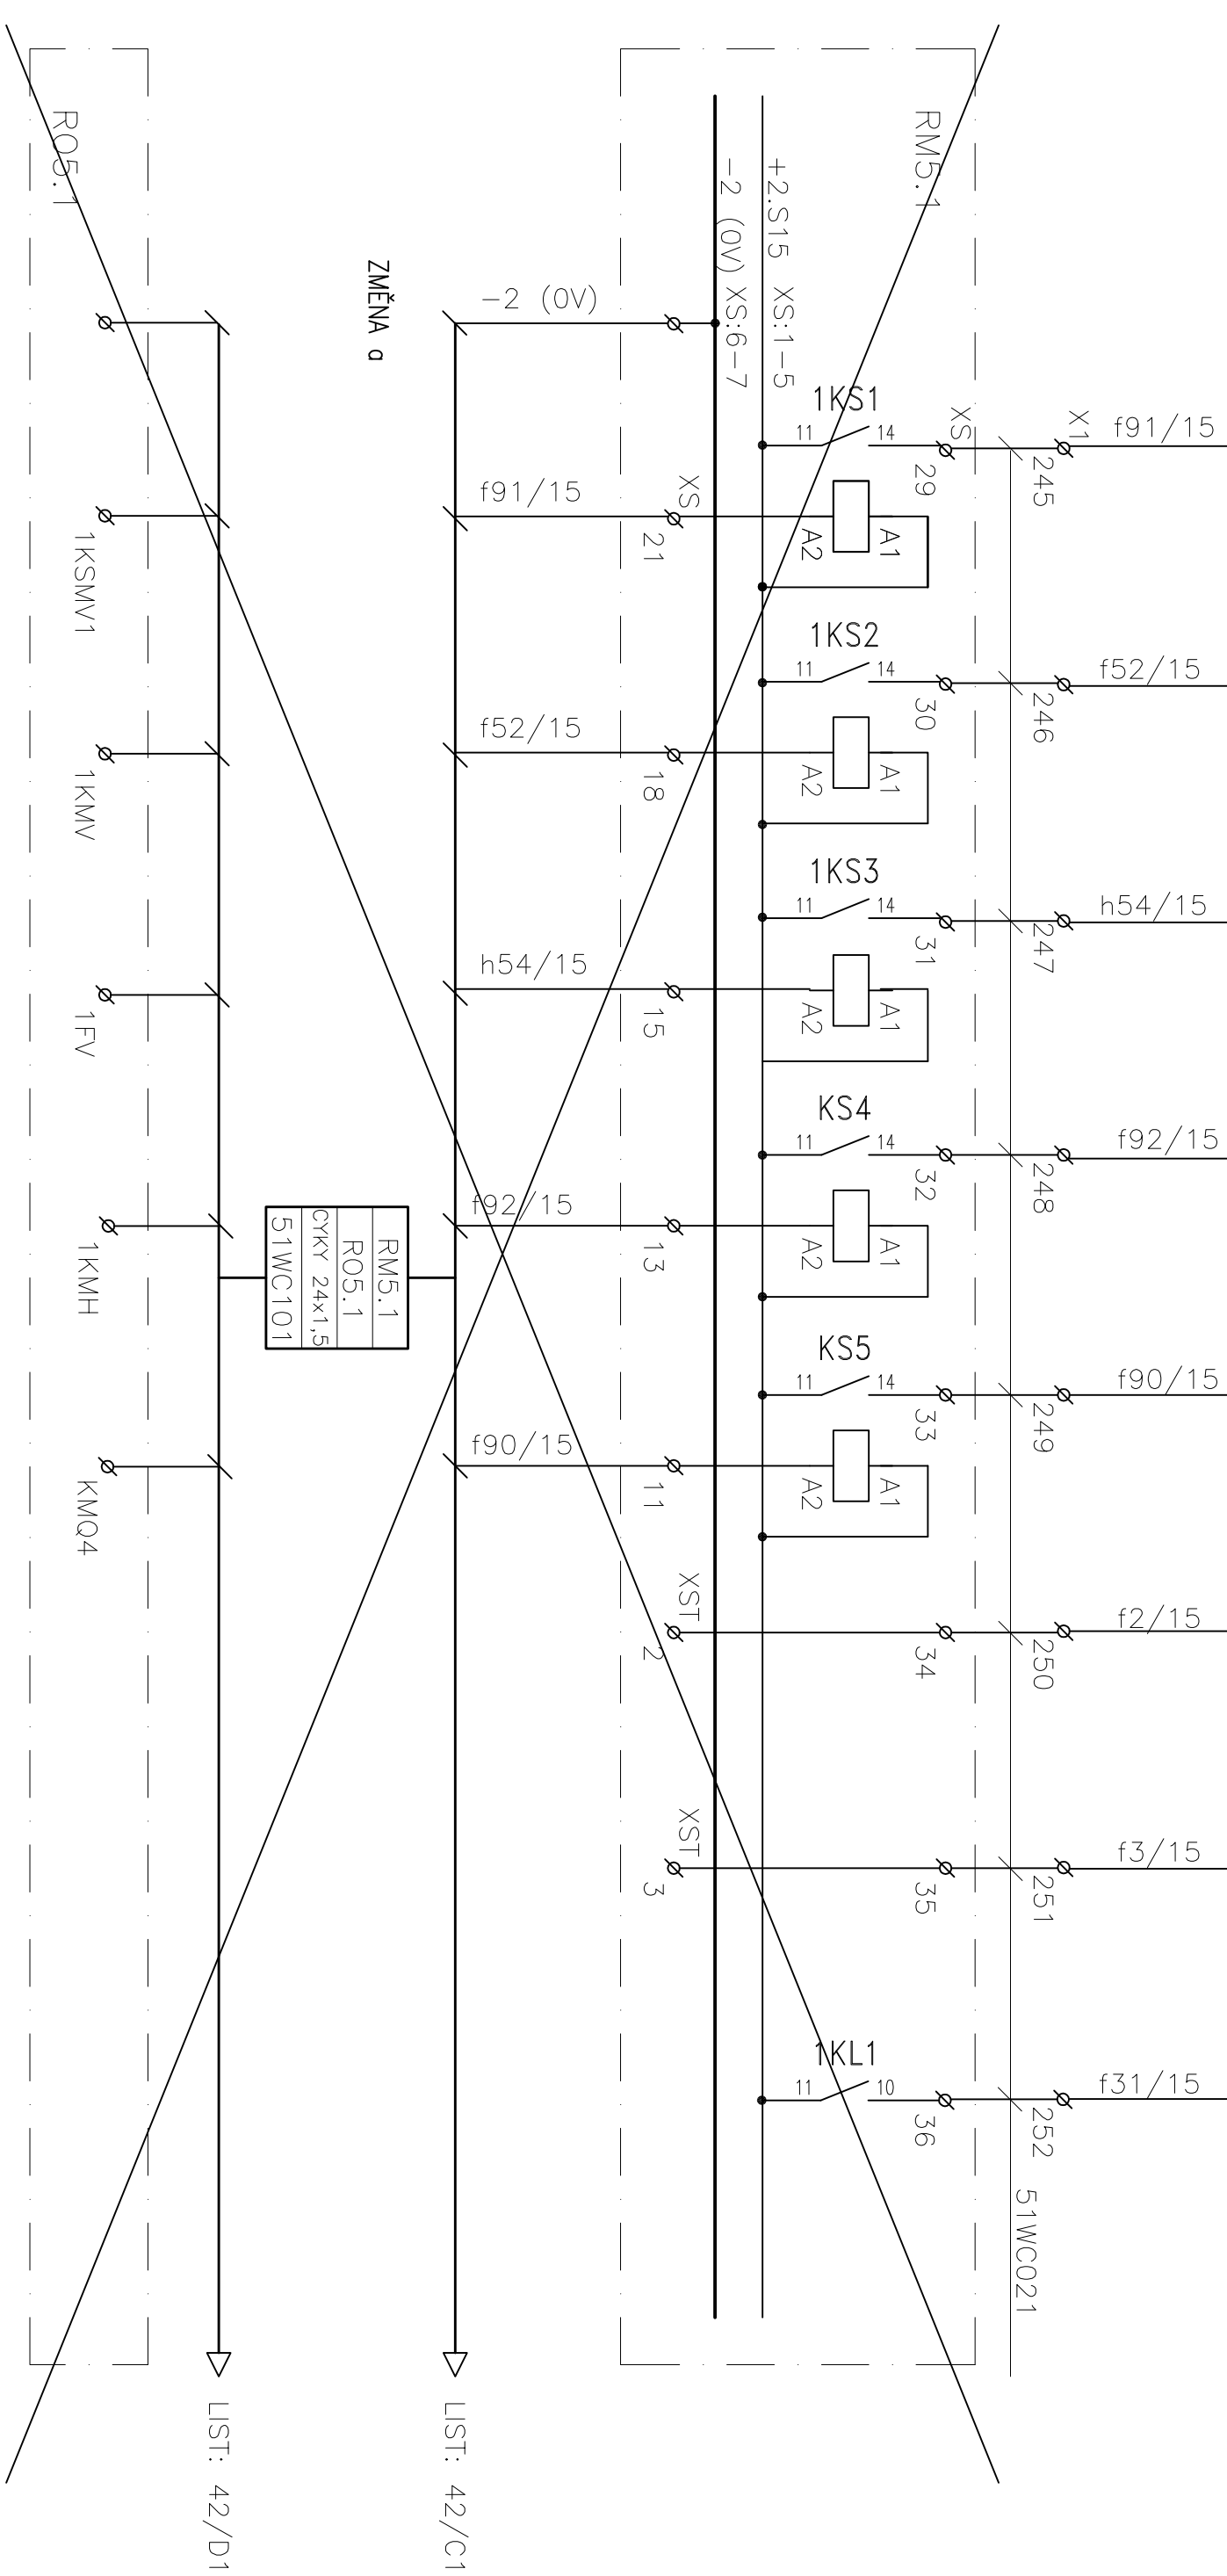 f91/15
f52/15
h54/15
f92/15
f90/15
f2/15
f3/15
f31/15
X1
245
246
247
248
249
250
251
252
51WC021
XS
29
30
31
32
33
34
35
36
RM5.1
1KS1
11
14
A1
A2
1KS2
11
14
A1
A2
1KS3
11
14
A1
A2
KS4
11
14
A1
A2
KS5
11
14
A1
A2
1KL1
11
10
+2.S15 XS:1-5
-2 (0V) XS:6-7
XS
21
18
15
13
11
XST
2
XST
3
-2 (0V)
f91/15
f52/15
h54/15
f92/15
f90/15
ZMĚNA a
RM5.1
RO5.1
CYKY 24x1,5
51WC101
LIST: 42/C1
LIST: 42/D1
RO5.1
1KSMV1
1KMV
1FV
1KMH
KMQ4